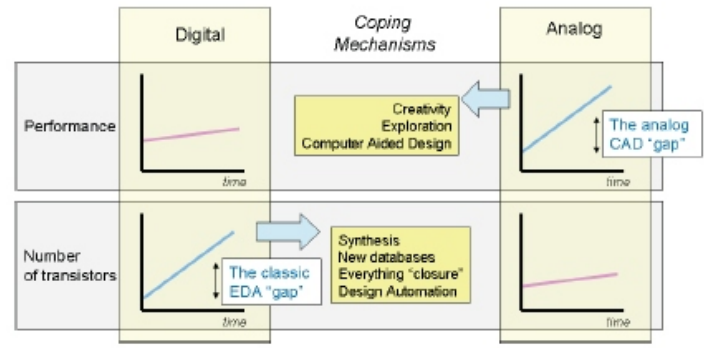 Digital
Coping
Mechanisms
Analog
Performance
time
Creativity
Exploration
Computer Aided Design
The analog
CAD "gap"
time
Number
of transistors
The classic
EDA "gap"
time
Synthesis
New databases
Everything "closure"
Design Automation
time